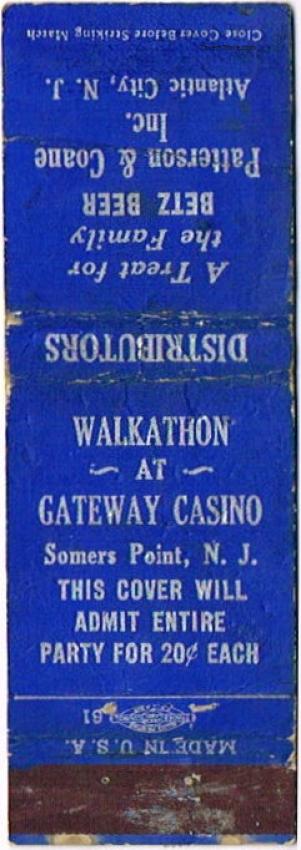 Close Cover Before Striking Match
Atlantic City, N. J.
Inc.
Patterson & Coane
BETZ BEER
the Family
A Treat for
DISTRIBUTORS
WALKATHON
~ AT ~
GATEWAY CASINO
Somers Point, N. J.
THIS COVER WILL
ADMIT ENTIRE
PARTY FOR 20¢ EACH
61
MADE IN U.S.A.